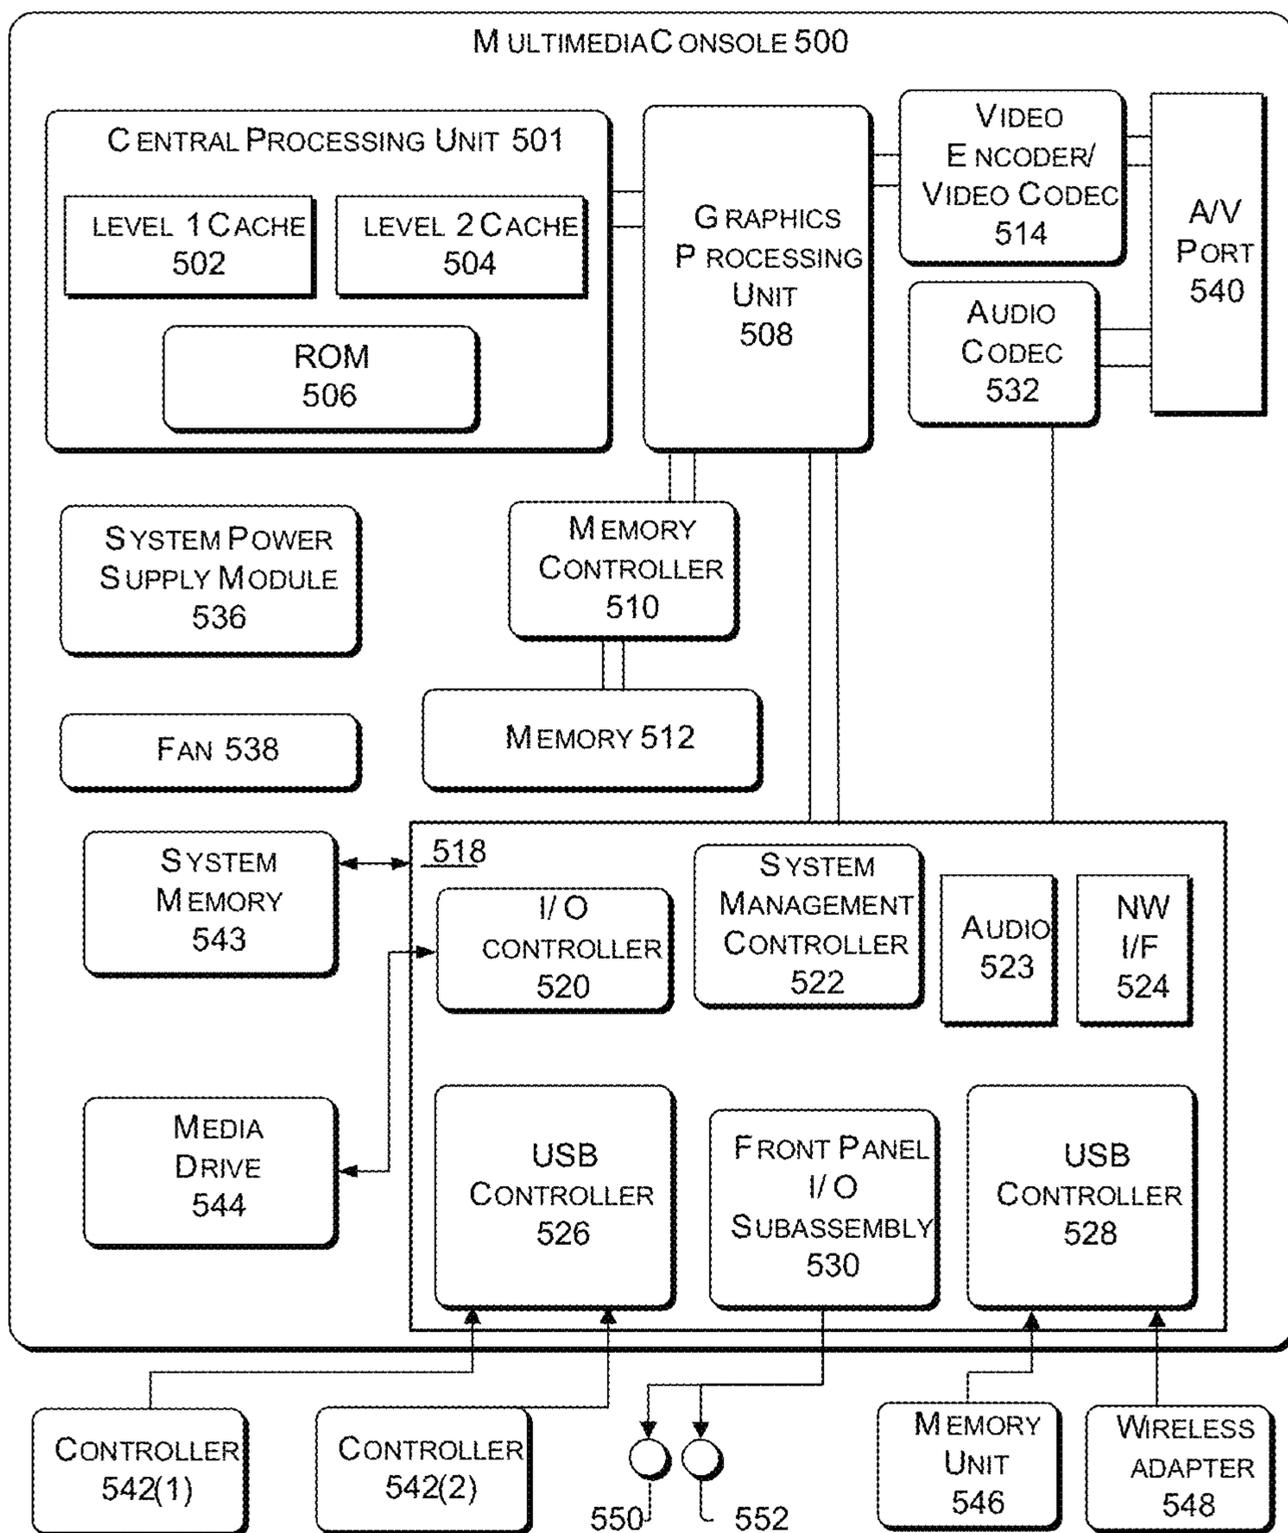 MULTIMEDIA CONSOLE 500
CENTRAL PROCESSING UNIT 501
LEVEL 1 CACHE
502
LEVEL 2 CACHE
504
ROM
506
GRAPHICS
PROCESSING
UNIT
508
VIDEO
ENCODER/
VIDEO CODEC
514
A/V
PORT
540
AUDIO
CODEC
532
SYSTEM POWER
SUPPLY MODULE
536
MEMORY
CONTROLLER
510
FAN 538
MEMORY 512
SYSTEM
MEMORY
543
518
I/O
CONTROLLER
520
SYSTEM
MANAGEMENT
CONTROLLER
522
AUDIO
523
NW
I/F
524
MEDIA
DRIVE
544
USB
CONTROLLER
526
FRONT PANEL
I/O
SUBASSEMBLY
530
USB
CONTROLLER
528
CONTROLLER
542(1)
CONTROLLER
542(2)
550
552
MEMORY
UNIT
546
WIRELESS
ADAPTER
548